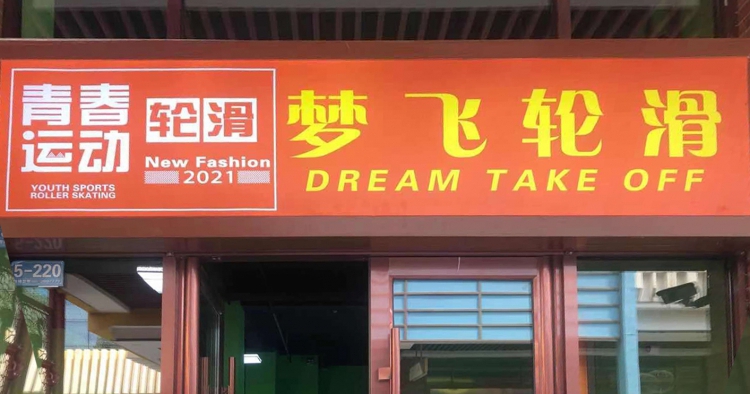 青春
运动
YOUTH SPORTS
ROLLER SKATING
轮滑
New Fashion
2021
梦飞轮滑
DREAM TAKE OFF
5-220